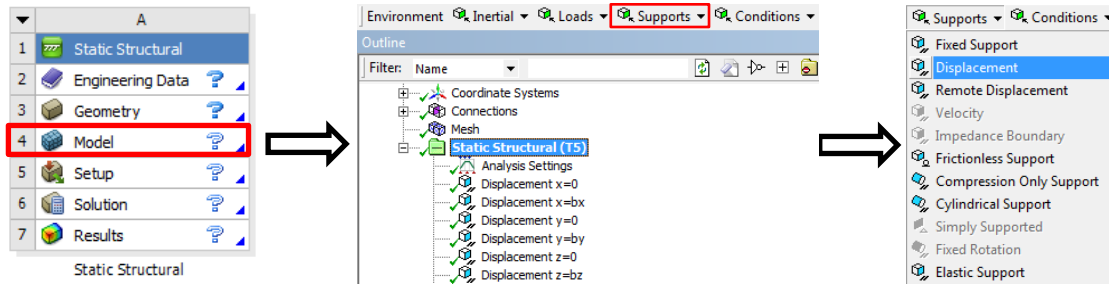 A
1 Static Structural
2 Engineering Data ?
3 Geometry ?
4 Model ?
5 Setup ?
6 Solution ?
7 Results ?
Static Structural
Environment Inertial Loads Supports Conditions
Outline
Filter: Name
Coordinate Systems
Connections
Mesh
Static Structural (T5)
Analysis Settings
Displacement x=0
Displacement x=bx
Displacement y=0
Displacement y=by
Displacement z=0
Displacement z=bz
Supports Conditions
Fixed Support
Displacement
Remote Displacement
Velocity
Impedance Boundary
Frictionless Support
Compression Only Support
Cylindrical Support
Simply Supported
Fixed Rotation
Elastic Support